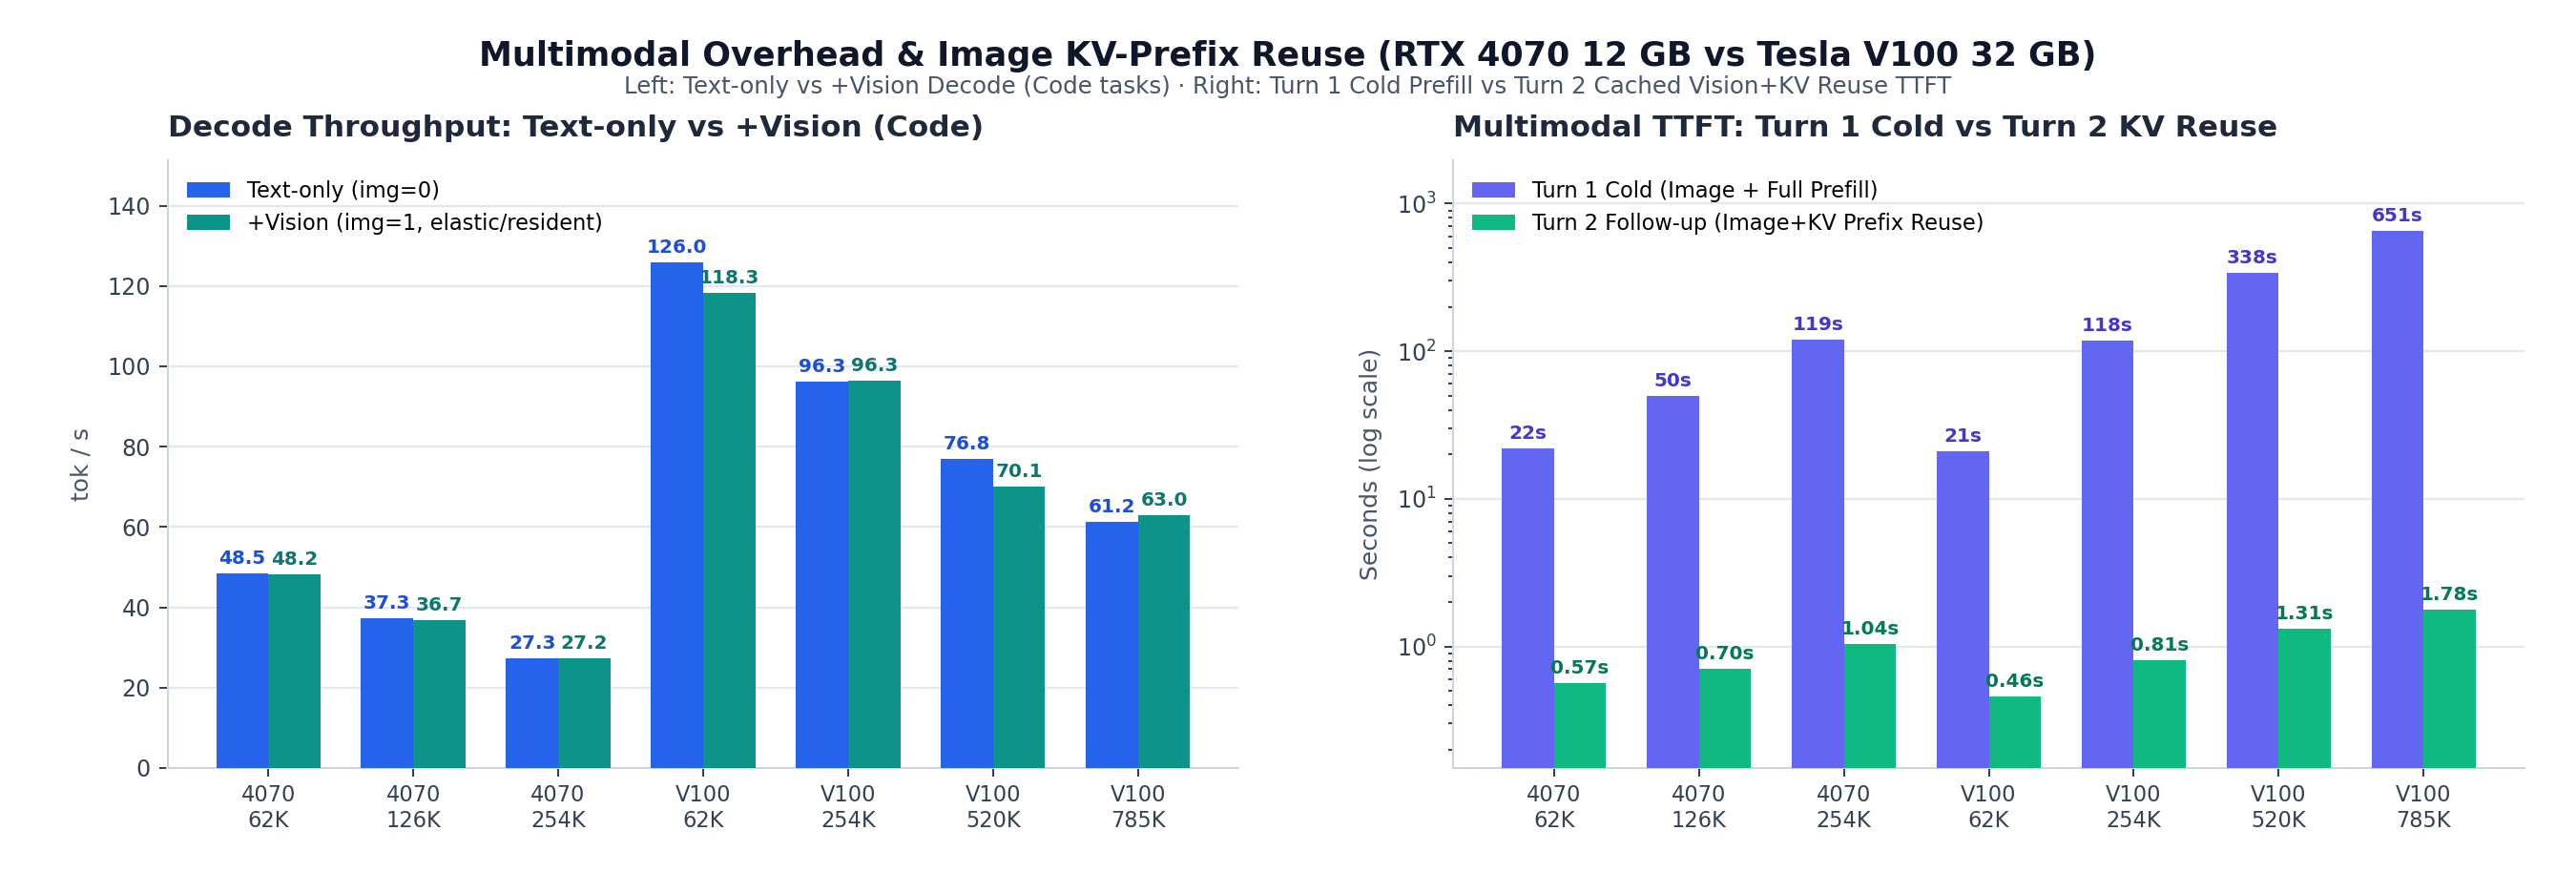 Multimodal Overhead & Image KV-Prefix Reuse (RTX 4070 12 GB vs Tesla V100 32 GB)
Left: Text-only vs +Vision Decode (Code tasks) · Right: Turn 1 Cold Prefill vs Turn 2 Cached Vision+KV Reuse TTFT
Decode Throughput: Text-only vs +Vision (Code)
Text-only (img=0)
+Vision (img=1, elastic/resident)
tok / s
140
120
100
80
60
40
20
0
48.5 48.2
37.3 36.7
27.3 27.2
126.0 118.3
96.3 96.3
76.8 70.1
61.2 63.0
4070 4070 4070 V100 V100 V100 V100
62K 126K 254K 62K 254K 520K 785K
Multimodal TTFT: Turn 1 Cold vs Turn 2 KV Reuse
Turn 1 Cold (Image + Full Prefill)
Turn 2 Follow-up (Image+KV Prefix Reuse)
Seconds (log scale)
10³
10²
10¹
10⁰
22s 0.57s
50s 0.70s
119s 1.04s
21s 0.46s
118s 0.81s
338s 1.31s
651s 1.78s
4070 4070 4070 V100 V100 V100 V100
62K 126K 254K 62K 254K 520K 785K